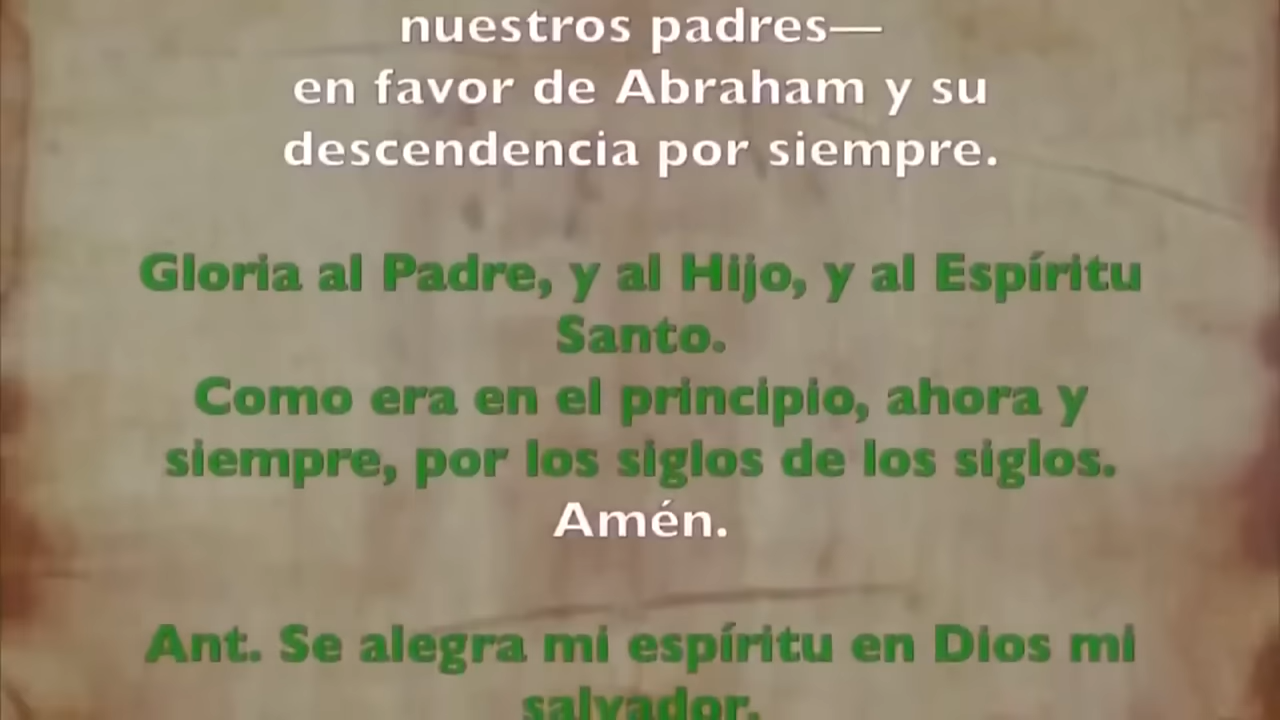 nuestros padres—
en favor de Abraham y su
descendencia por siempre.
Gloria al Padre, y al Hijo, y al Espíritu
Santo.
Como era en el principio, ahora y
siempre, por los siglos de los siglos.
Amén.
Ant. Se alegra mi espíritu en Dios mi
salvador.